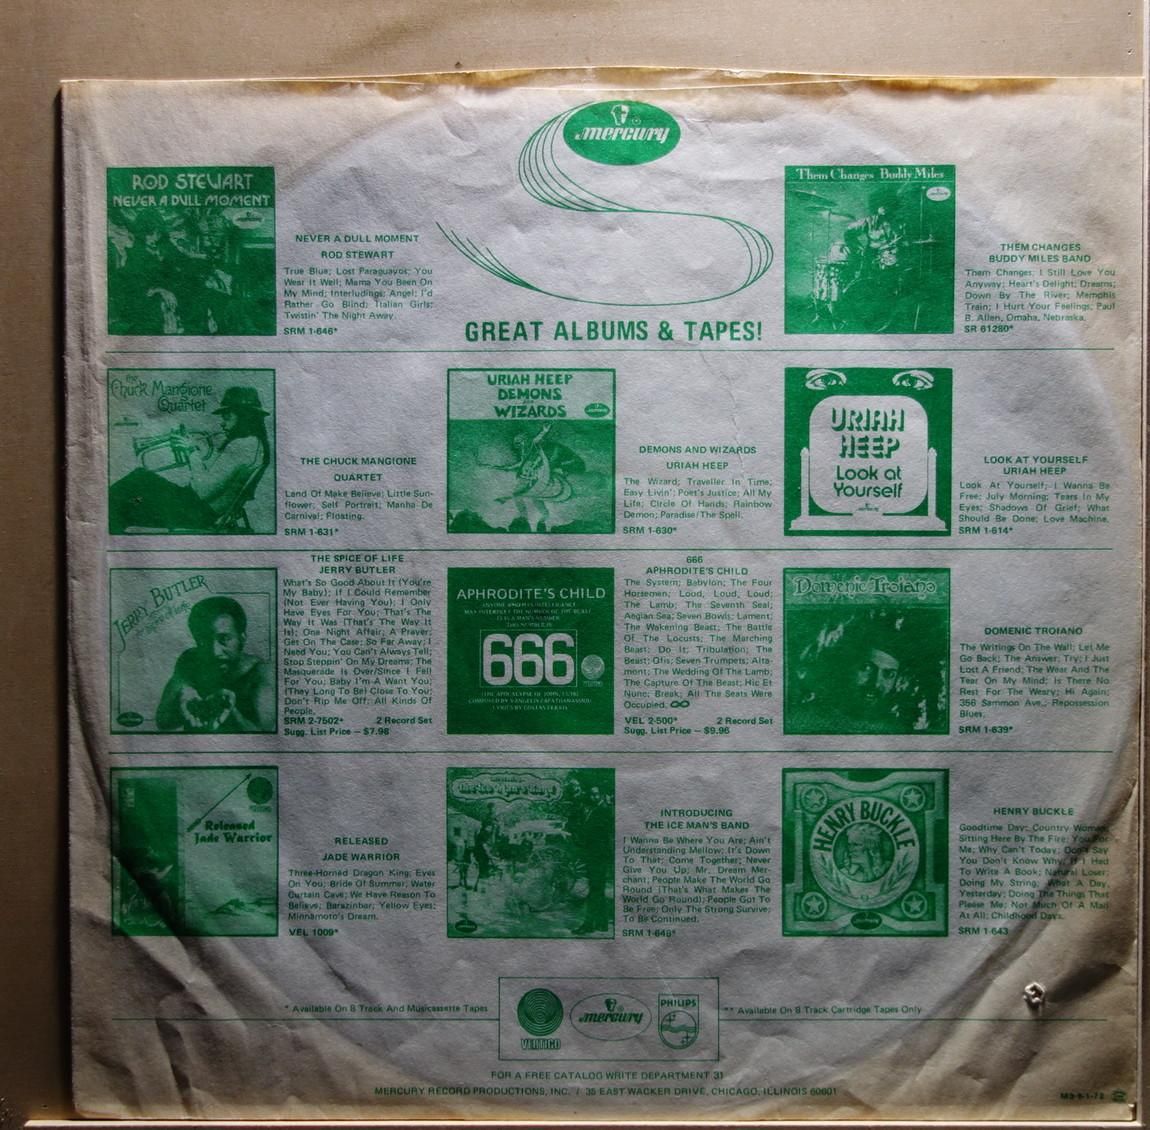 mercury
ROD STEWART
NEVER A DULL MOMENT
NEVER A DULL MOMENT
ROD STEWART
True Blue; Lost Paraguayos; You
Wear It Well; Mama You Been On
My Mind; Interludings; Angel; I'd
Rather Go Blind; Italian Girls;
Twistin' The Night Away.
SRM 1-646*
GREAT ALBUMS & TAPES!
Them Changes Buddy Miles
THEM CHANGES
BUDDY MILES BAND
Them Changes; I Still Love You
Anyway; Heart's Delight; Dreams;
Down By The River; Memphis
Train; I Hurt Your Feelings; Paul
B. Allen, Omaha, Nebraska.
SR 61280*
the
Chuck Mangione
Quartet
THE CHUCK MANGIONE
QUARTET
Land Of Make Believe; Little Sun-
flower; Self Portrait; Manha De
Carnival; Floating.
SRM 1-631*
URIAH HEEP
DEMONS
AND
WIZARDS
DEMONS AND WIZARDS
URIAH HEEP
The Wizard; Traveller In Time;
Easy Livin'; Poet's Justice; All My
Life; Circle Of Hands; Rainbow
Demon; Paradise/The Spell.
SRM 1-630*
URIAH
HEEP
Look at
Yourself
LOOK AT YOURSELF
URIAH HEEP
Look At Yourself; I Wanna Be
Free; July Morning; Tears In My
Eyes; Shadows Of Grief; What
Should Be Done; Love Machine.
SRM 1-614*
JERRY BUTLER
THE SPICE OF LIFE
JERRY BUTLER
What's So Good About It (You're
My Baby); If I Could Remember
(Not Ever Having You); I Only
Have Eyes For You; That's The
Way It Was (That's The Way It
Is); One Night Affair; A Prayer;
Get On The Case; So Far Away; I
Need You; You Can't Always Tell;
Stop Steppin' On My Dreams; The
Masquerade Is Over/Since I Fell
For You; Baby I'm-A Want You;
(They Long To Be) Close To You;
Don't Rip Me Off; All Kinds Of
People.
SRM 2-7502* 2 Record Set
Sugg. List Price — $7.98
APHRODITE'S CHILD
666
666
APHRODITE'S CHILD
The System; Babylon; The Four
Horsemen; Loud, Loud, Loud;
The Lamb; The Seventh Seal;
Aegian Sea; Seven Bowls; Lament;
The Wakening Beast; The Battle
Of The Locusts; The Marching
Beast; Do It; Tribulation; The
Beast; Ofis; Seven Trumpets; Alta-
mont; The Wedding Of The Lamb;
The Capture Of The Beast; Hic Et
Nunc; Break; All The Seats Were
Occupied, ∞
VEL 2-500* 2 Record Set
Sugg. List Price — $9.96
Domenic Troiano
DOMENIC TROIANO
The Writings On The Wall; Let Me
Go Back; The Answer; Try; I Just
Lost A Friend; The Wear And The
Tear On My Mind; Is There No
Rest For The Weary; Hi Again;
356 Sammon Ave.; Repossession
Blues.
SRM 1-639*
Released
Jade Warrior
RELEASED
JADE WARRIOR
Three-Horned Dragon King; Eyes
On You; Bride Of Summer; Water
Curtain Cave; We Have Reason To
Believe; Barazinbar; Yellow Eyes;
Minnamoto's Dream.
VEL 1009*
The Ice Man's Band
INTRODUCING
THE ICE MAN'S BAND
I Wanna Be Where You Are; Ain't
Understanding Mellow; It's Down
To That; Come Together; Never
Give You Up; Mr. Dream Mer-
chant; People Make The World Go
Round (That's What Makes The
World Go Round); People Got To
Be Free; Only The Strong Survive;
To Be Continued.
SRM 1-648*
HENRY BUCKLE
HENRY BUCKLE
Goodtime Day; Country Woman;
Sitting Here By The Fire; You For
Me; Why Can't Today; Don't Say
You Don't Know Why; If I Had
To Write A Book; Natural Loser;
Doing My String; What A Day,
Yesterday; Doing The Things That
Please Me; Not Much Of A Man
At All; Childhood Days.
SRM 1-643
* Available On 8 Track And Musicassette Tapes
VERTIGO
mercury
PHILIPS
** Available On 8 Track Cartridge Tapes Only
FOR A FREE CATALOG WRITE DEPARTMENT 31
MERCURY RECORD PRODUCTIONS, INC. / 35 EAST WACKER DRIVE, CHICAGO, ILLINOIS 60601
M3-9-1-72